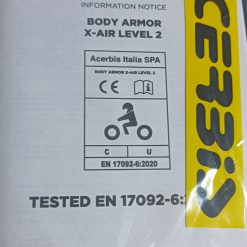 INFORMATION NOTICE
BODY ARMOR
X-AIR LEVEL 2
Acerbis Italia SPA
BODY ARMOR X-AIR LEVEL 2
CE
i
C U
EN 17092-6:2020
TESTED EN 17092-6:
CERBIS